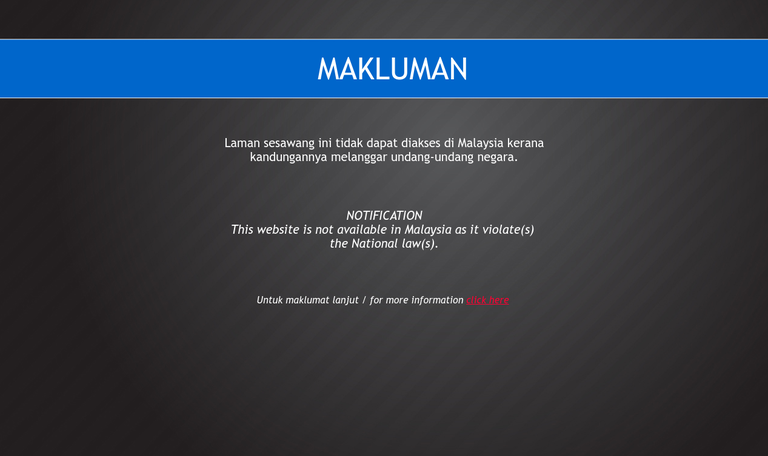 MAKLUMAN
Laman sesawang ini tidak dapat diakses di Malaysia kerana
kandungannya melanggar undang-undang negara.
NOTIFICATION
This website is not available in Malaysia as it violate(s)
the National law(s).
Untuk maklumat lanjut / for more information click here